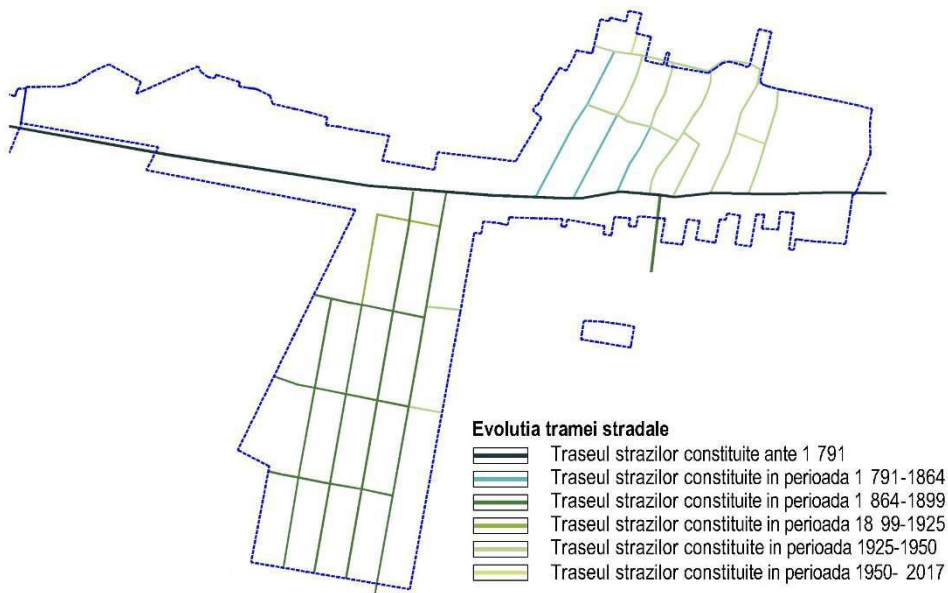 Evolutia tramei stradale
Traseul strazilor constituite ante 1 791
Traseul strazilor constituite in perioada 1 791-1864
Traseul strazilor constituite in perioada 1 864-1899
Traseul strazilor constituite in perioada 18 99-1925
Traseul strazilor constituite in perioada 1925-1950
Traseul strazilor constituite in perioada 1950- 2017